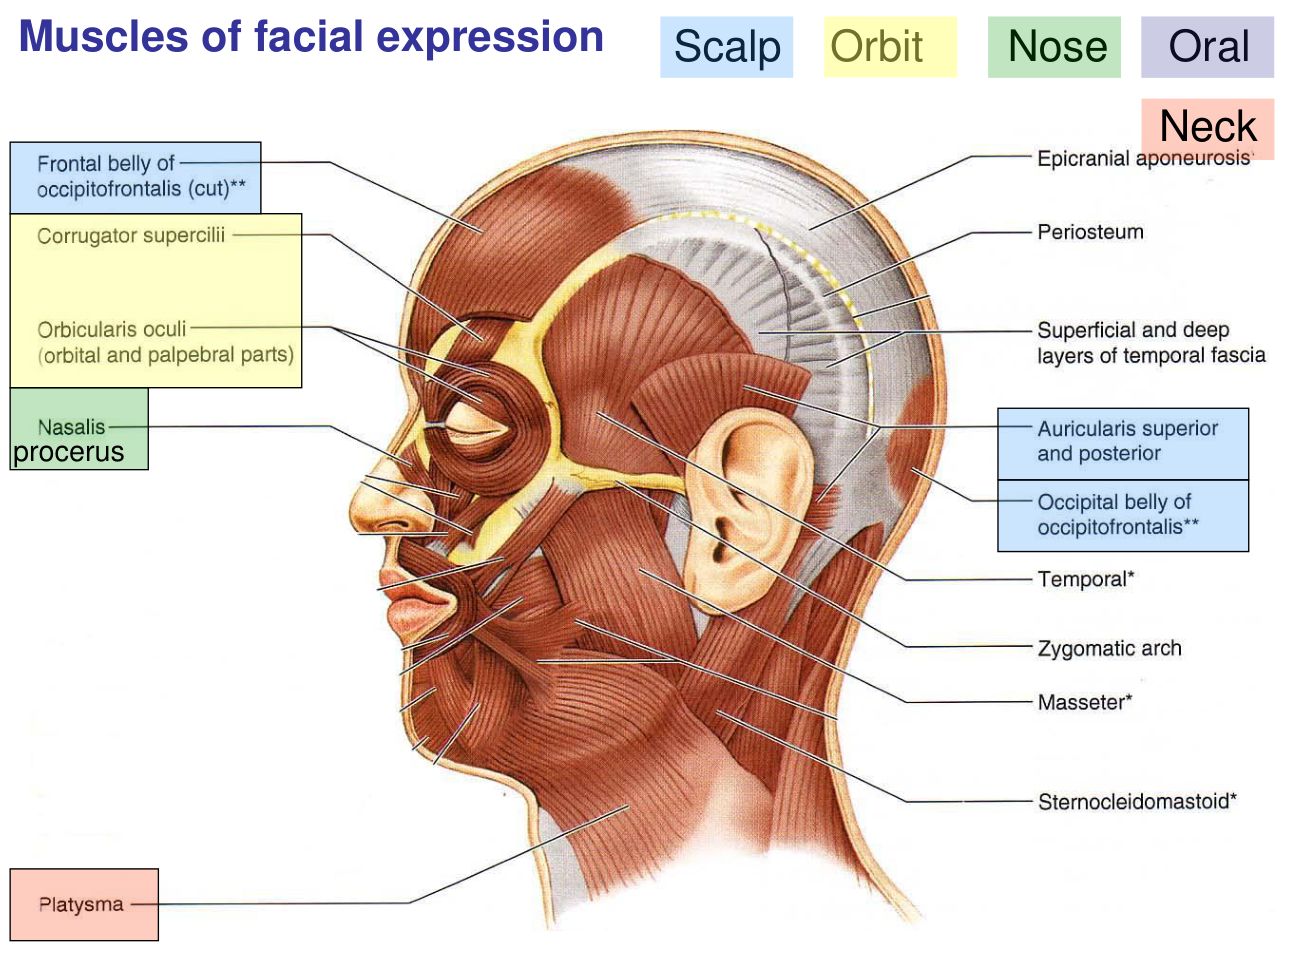 Muscles of facial expression
Scalp
Orbit
Nose
Oral
Neck
Frontal belly of
occipitofrontalis (cut)**
Corrugator supercilii
Orbicularis oculi
(orbital and palpebral parts)
Nasalis
procerus
Platysma
Epicranial aponeurosis
Periosteum
Superficial and deep
layers of temporal fascia
Auricularis superior
and posterior
Occipital belly of
occipitofrontalis**
Temporal*
Zygomatic arch
Masseter*
Sternocleidomastoid*